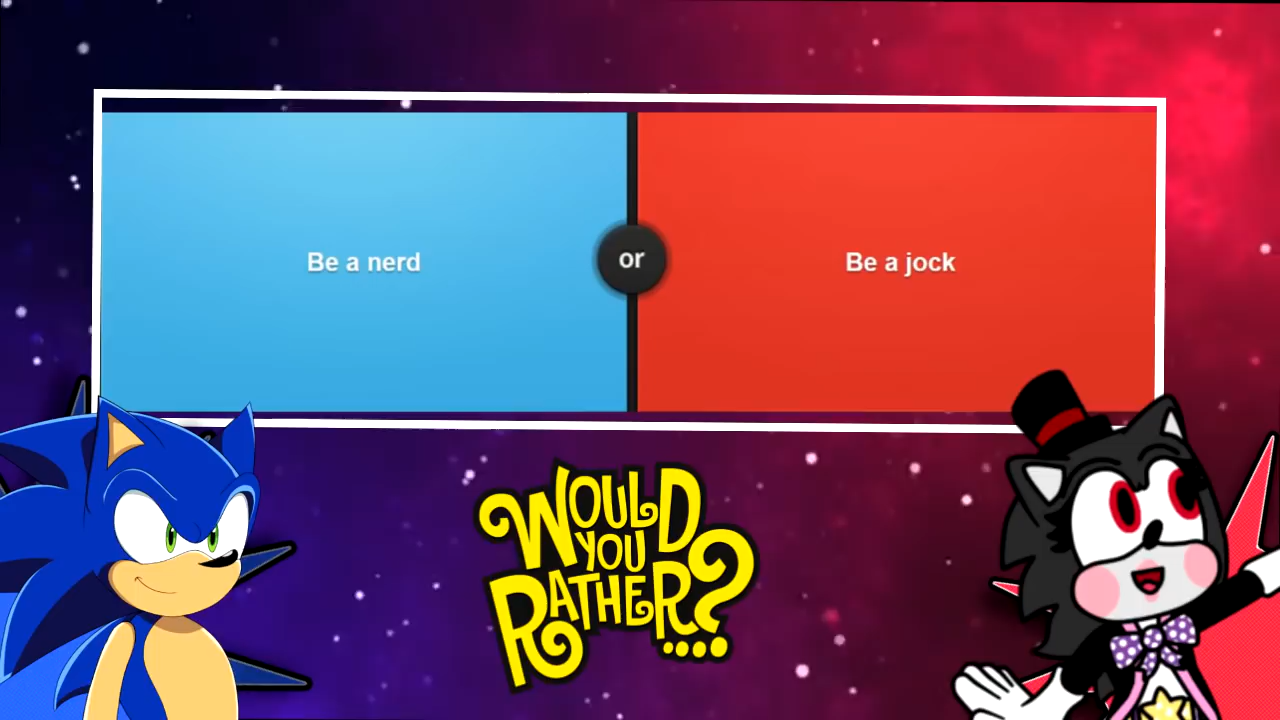 Be a nerd
or
Be a jock
WOULD
YOU
RATHER....?